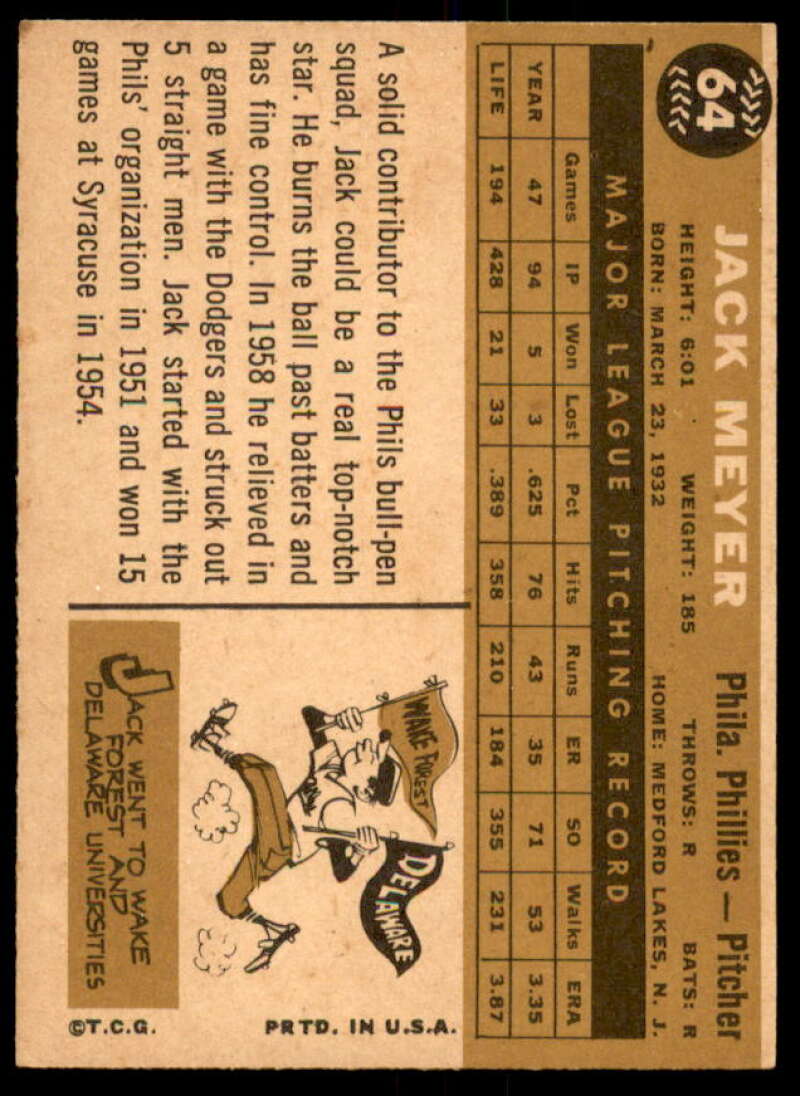 64
JACK MEYER
Phila. Phillies — Pitcher
HEIGHT: 6:01 WEIGHT: 185 THROWS: R BATS: R
BORN: MARCH 23, 1932 HOME: MEDFORD LAKES, N. J.
MAJOR LEAGUE PITCHING RECORD
Games IP Won Lost Pct Hits Runs ER SO Walks ERA
YEAR 47 94 5 3 .625 76 43 35 71 53 3.35
LIFE 194 428 21 33 .389 358 210 184 355 231 3.87
A solid contributor to the Phils bull-pen
squad, Jack could be a real top-notch
star. He burns the ball past batters and
has fine control. In 1958 he relieved in
a game with the Dodgers and struck out
5 straight men. Jack started with the
Phils' organization in 1951 and won 15
games at Syracuse in 1954.
WAKE FOREST
DELAWARE
JACK WENT TO WAKE
FOREST AND
DELAWARE UNIVERSITIES
©T.C.G. PRTD. IN U.S.A.